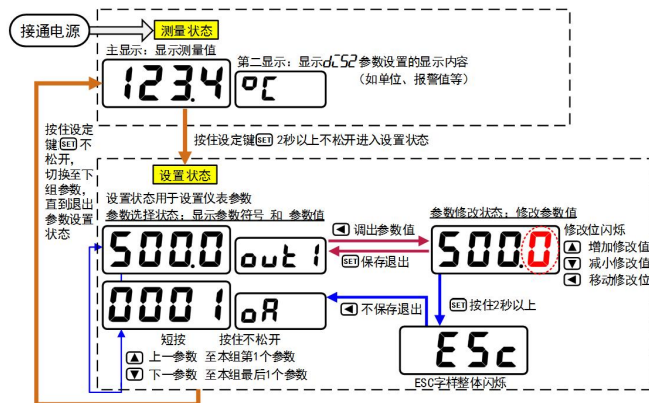 接通电源
测量状态
主显示: 显示测量值
第二显示: 显示diS2参数设置的显示内容
(如单位、报警值等)
123.4
℃
按住设定
键SET不
松开,
切换至下
组参数,
直到退出
参数设置
状态
按住设定键SET 2秒以上不松开进入设置状态
设置状态
设置状态用于设置仪表参数
参数选择状态: 显示参数符号 和 参数值
500.0
out1
◀ 调出参数值
SET 保存退出
参数修改状态: 修改参数值
500.0
修改位闪烁
▲ 增加修改值
▼ 减小修改值
◀ 移动修改位
0001
oA
◀ 不保存退出
SET 按住2秒以上
短按 按住不松开
▲ 上一参数 至本组第1个参数
▼ 下一参数 至本组最后1个参数
ESc
ESC字样整体闪烁